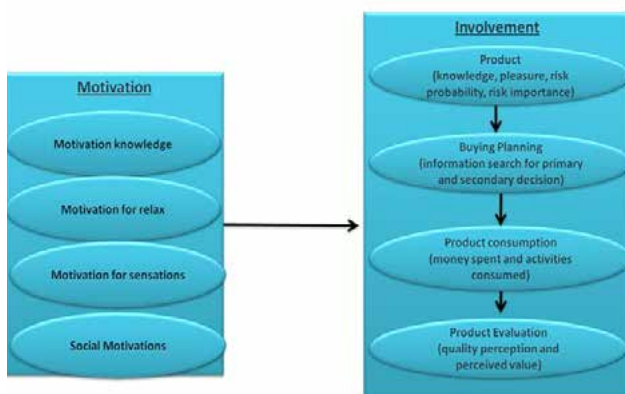 Motivation
Motivation knowledge
Motivation for relax
Motivation for sensations
Social Motivations
Involvement
Product
(knowledge, pleasure, risk
probability, risk importance)
Buying Planning
(information search for primary
and secondary decision)
Product consumption
(money spent and activities
consumed)
Product Evaluation
(quality perception and
perceived value)